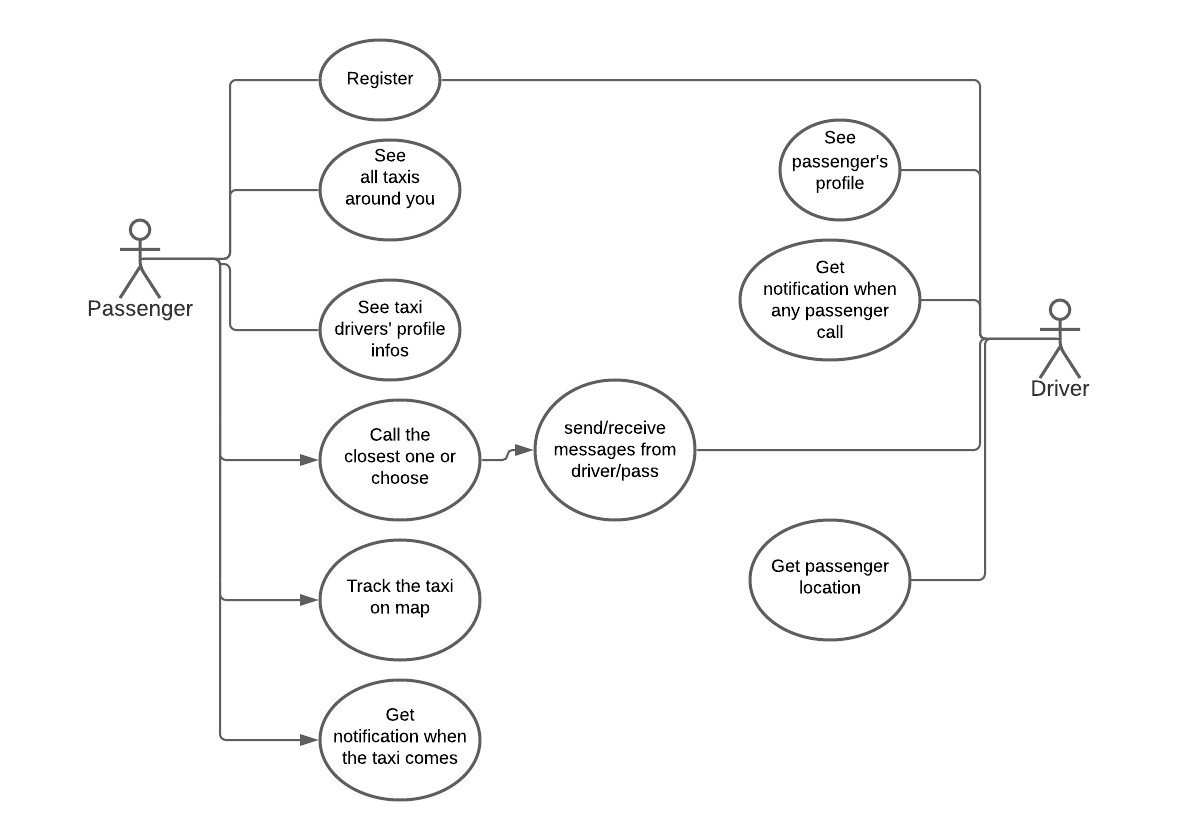 Register
See
all taxis
around you
See
passenger's
profile
Passenger
Get
notification when
any passenger
call
See taxi
drivers' profile
infos
Driver
Call the
closest one or
choose
send/receive
messages from
driver/pass
Track the taxi
on map
Get passenger
location
Get
notification when
the taxi comes